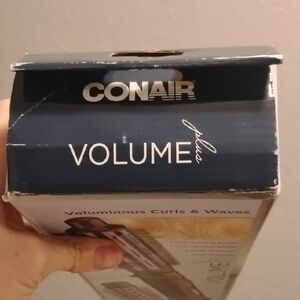 CONAIR
VOLUME plus
Voluminous Curls & Waves